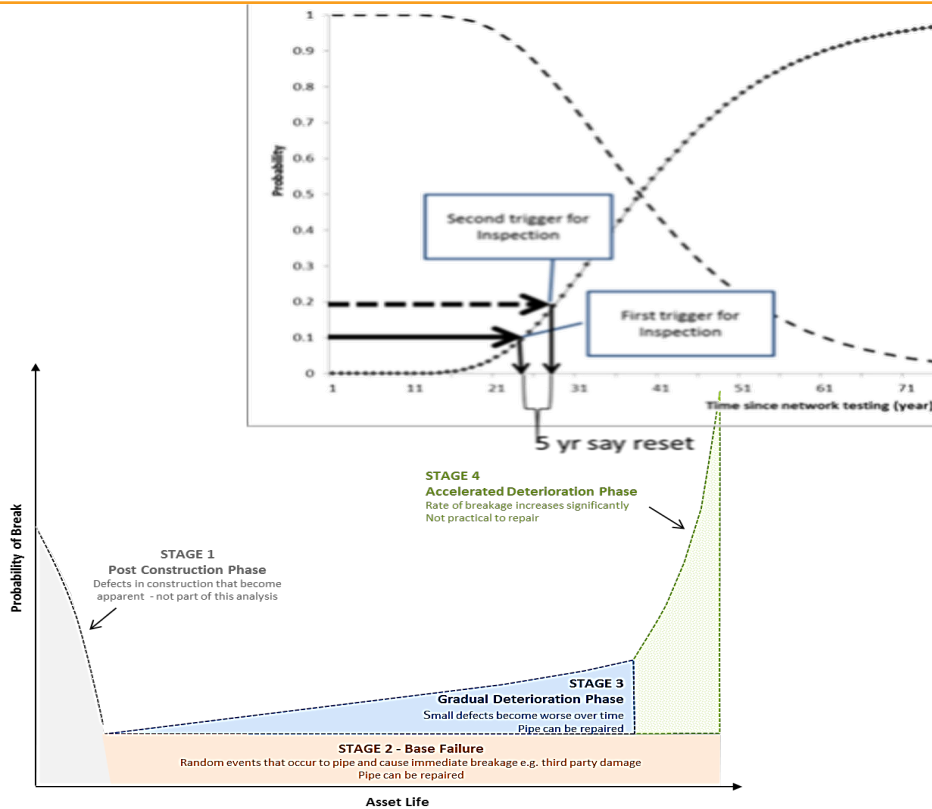 1
0.9
0.8
0.7
0.6
0.5
0.4
0.3
0.2
0.1
0
Probability
Second trigger for
Inspection
First trigger for
Inspection
1 11 21 31 41 51 61 71
Time since network testing (year)
5 yr say reset
STAGE 4
Accelerated Deterioration Phase
Rate of breakage increases significantly
Not practical to repair
Probability of Break
STAGE 1
Post Construction Phase
Defects in construction that become
apparent - not part of this analysis
STAGE 3
Gradual Deterioration Phase
Small defects become worse over time
Pipe can be repaired
STAGE 2 - Base Failure
Random events that occur to pipe and cause immediate breakage e.g. third party damage
Pipe can be repaired
Asset Life